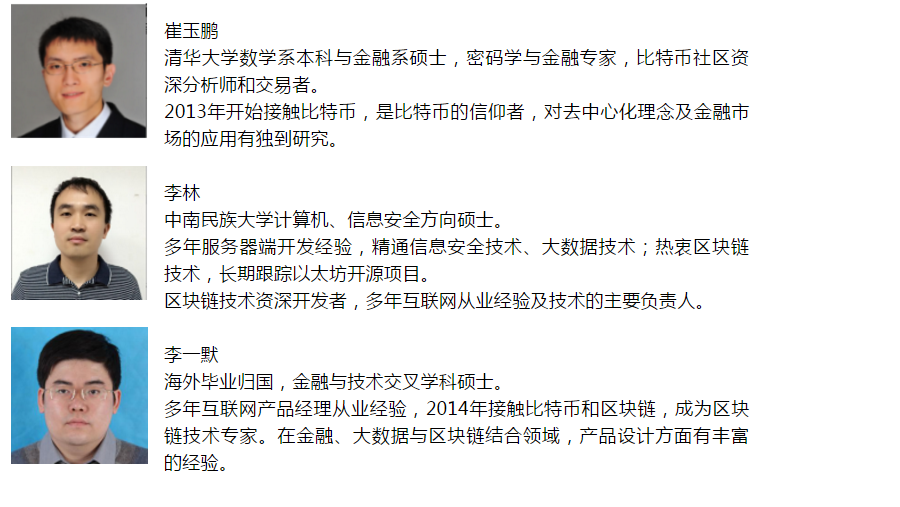 崔玉鹏
清华大学数学系本科与金融系硕士，密码学与金融专家，比特币社区资
深分析师和交易者。
2013年开始接触比特币，是比特币的信仰者，对去中心化理念及金融市
场的应用有独到研究。
李林
中南民族大学计算机、信息安全方向硕士。
多年服务器端开发经验，精通信息安全技术、大数据技术；热衷区块链
技术，长期跟踪以太坊开源项目。
区块链技术资深开发者，多年互联网从业经验及技术的主要负责人。
李一默
海外毕业归国，金融与技术交叉学科硕士。
多年互联网产品经理从业经验，2014年接触比特币和区块链，成为区块
链技术专家。在金融、大数据与区块链结合领域，产品设计方面有丰富
的经验。